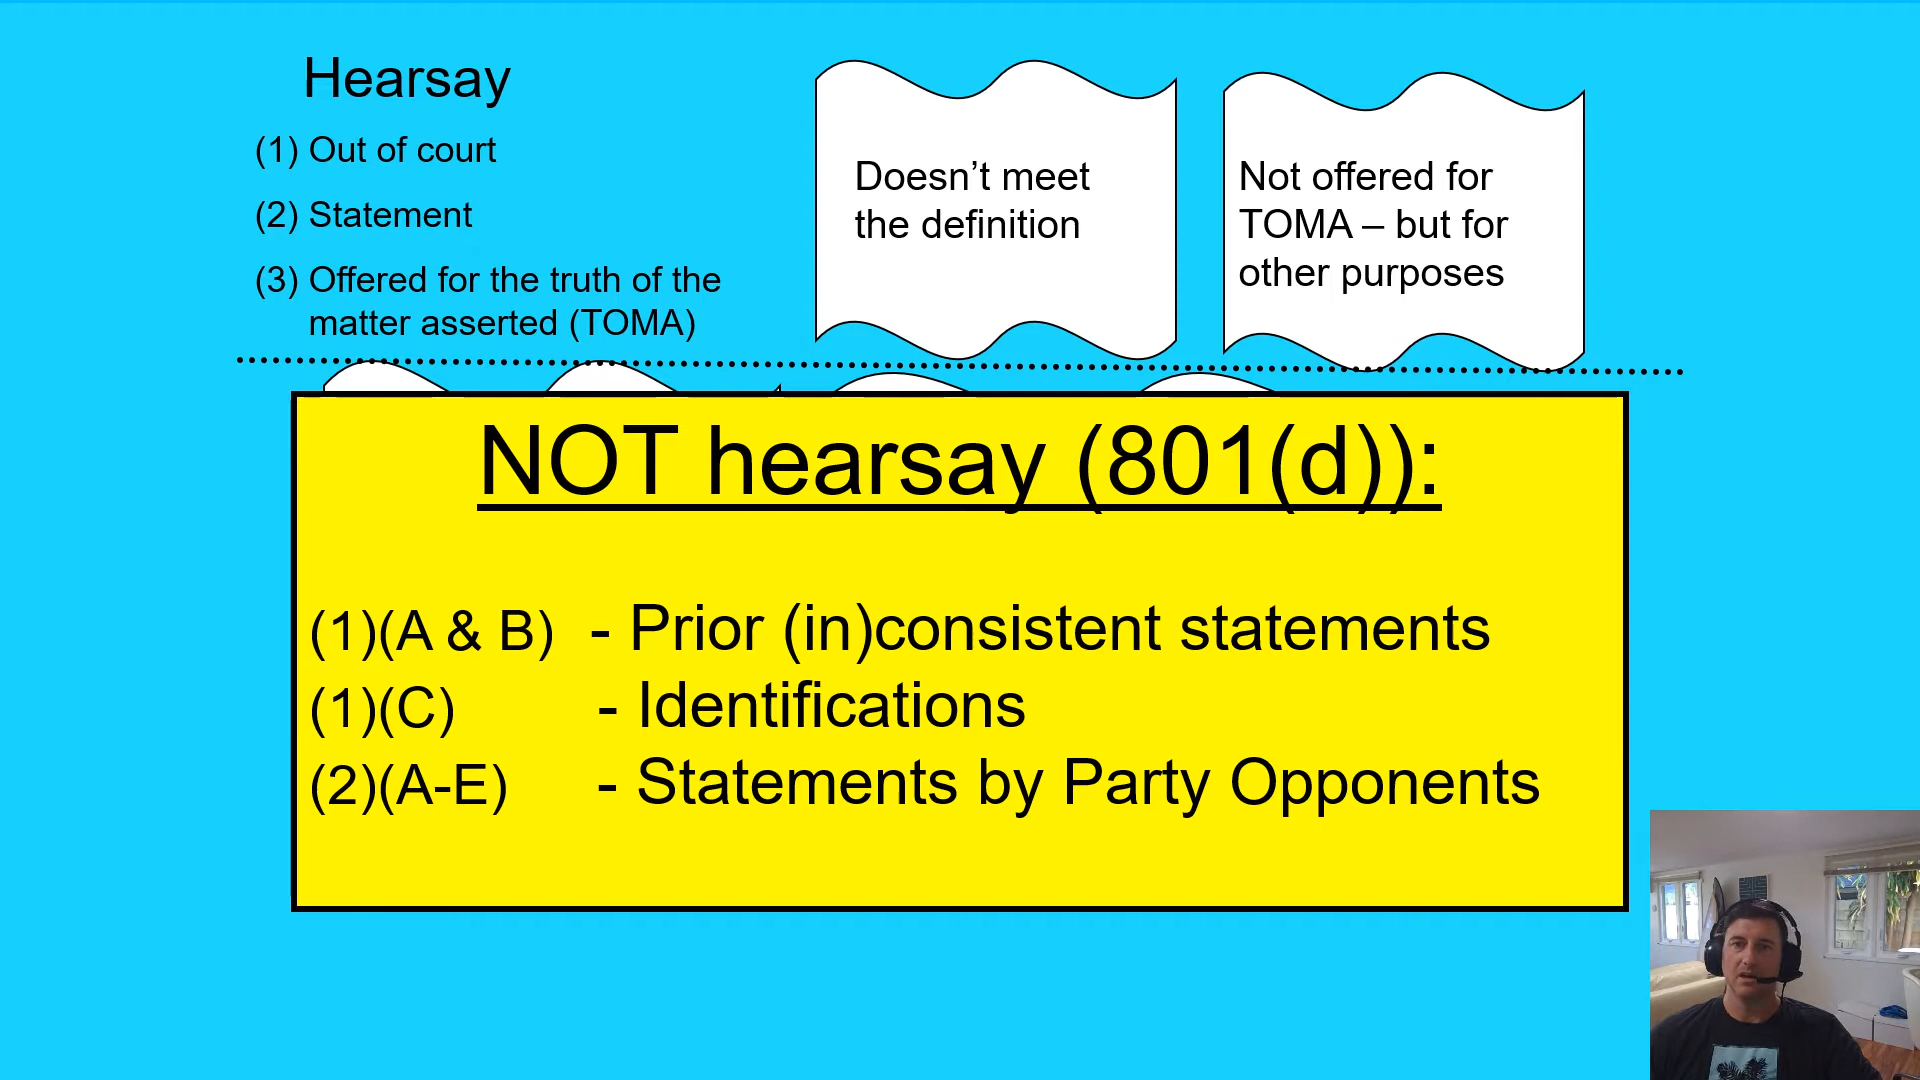 Hearsay
(1) Out of court
(2) Statement
(3) Offered for the truth of the
matter asserted (TOMA)
Doesn’t meet
the definition
Not offered for
TOMA – but for
other purposes
NOT hearsay (801(d)):
(1)(A & B) - Prior (in)consistent statements
(1)(C) - Identifications
(2)(A-E) - Statements by Party Opponents